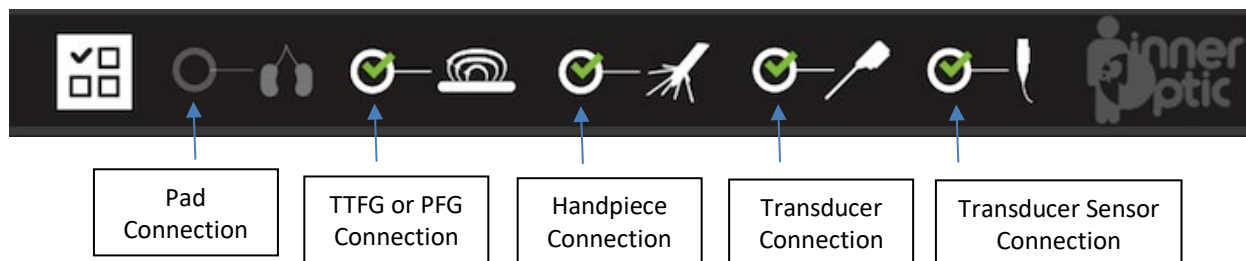 inner
optic
Pad
Connection
TTFG or PFG
Connection
Handpiece
Connection
Transducer
Connection
Transducer Sensor
Connection